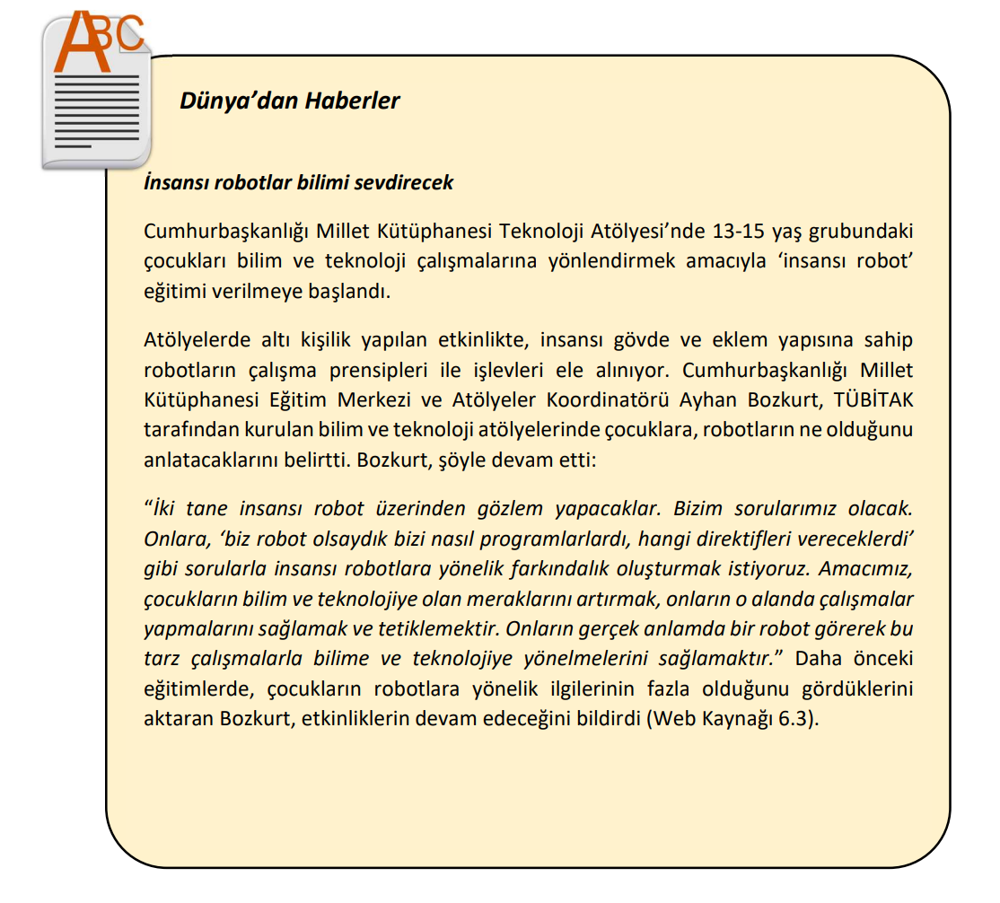 ABC
Dünya’dan Haberler
İnsansı robotlar bilimi sevdirecek
Cumhurbaşkanlığı Millet Kütüphanesi Teknoloji Atölyesi’nde 13-15 yaş grubundaki
çocukları bilim ve teknoloji çalışmalarına yönlendirmek amacıyla ‘insansı robot’
eğitimi verilmeye başlandı.
Atölyelerde altı kişilik yapılan etkinlikte, insansı gövde ve eklem yapısına sahip
robotların çalışma prensipleri ile işlevleri ele alınıyor. Cumhurbaşkanlığı Millet
Kütüphanesi Eğitim Merkezi ve Atölyeler Koordinatörü Ayhan Bozkurt, TÜBİTAK
tarafından kurulan bilim ve teknoloji atölyelerinde çocuklara, robotların ne olduğunu
anlatacaklarını belirtti. Bozkurt, şöyle devam etti:
“İki tane insansı robot üzerinden gözlem yapacaklar. Bizim sorularımız olacak.
Onlara, ‘biz robot olsaydık bizi nasıl programlarlardı, hangi direktifleri vereceklerdi’
gibi sorularla insansı robotlara yönelik farkındalık oluşturmak istiyoruz. Amacımız,
çocukların bilim ve teknolojiye olan meraklarını artırmak, onların o alanda çalışmalar
yapmalarını sağlamak ve tetiklemektir. Onların gerçek anlamda bir robot görerek bu
tarz çalışmalarla bilime ve teknolojiye yönelmelerini sağlamaktır.” Daha önceki
eğitimlerde, çocukların robotlara yönelik ilgilerinin fazla olduğunu gördüklerini
aktaran Bozkurt, etkinliklerin devam edeceğini bildirdi (Web Kaynağı 6.3).